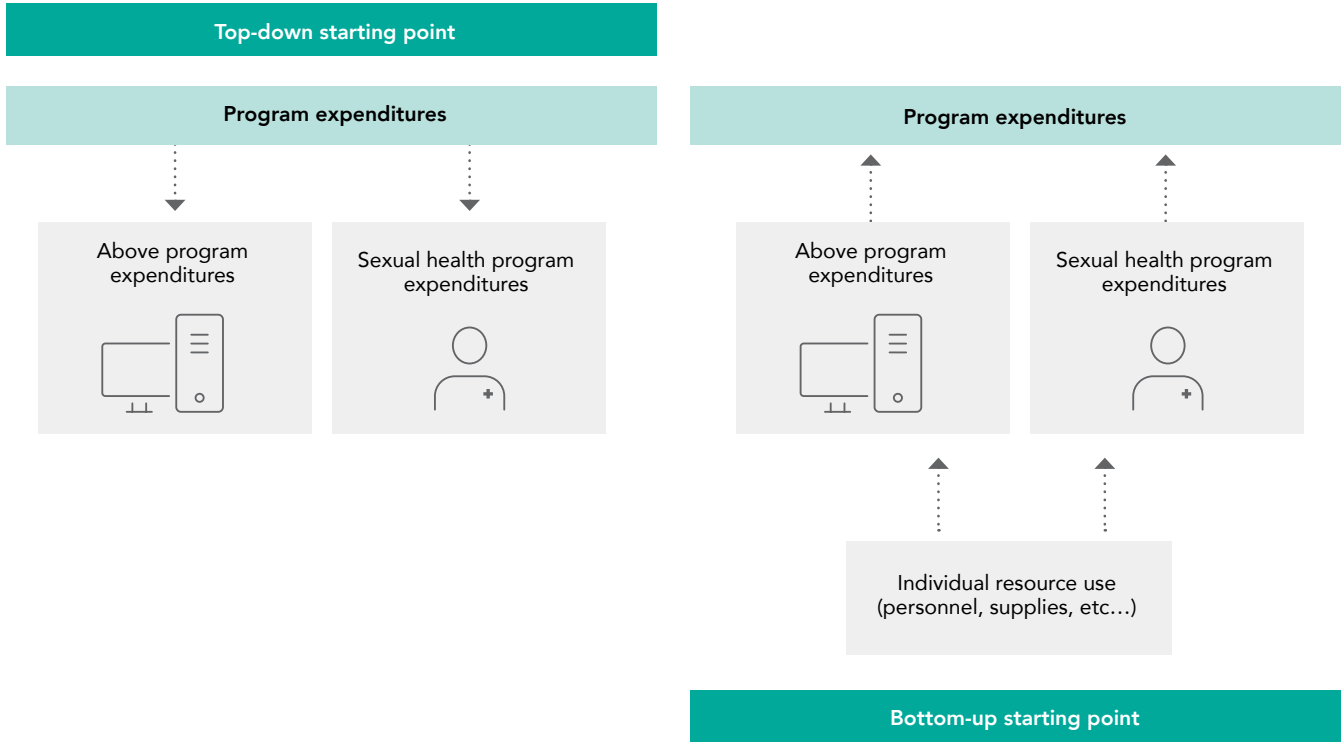 Top-down starting point
Program expenditures
Above program
expenditures
Sexual health program
expenditures
Program expenditures
Above program
expenditures
Sexual health program
expenditures
Individual resource use
(personnel, supplies, etc…)
Bottom-up starting point